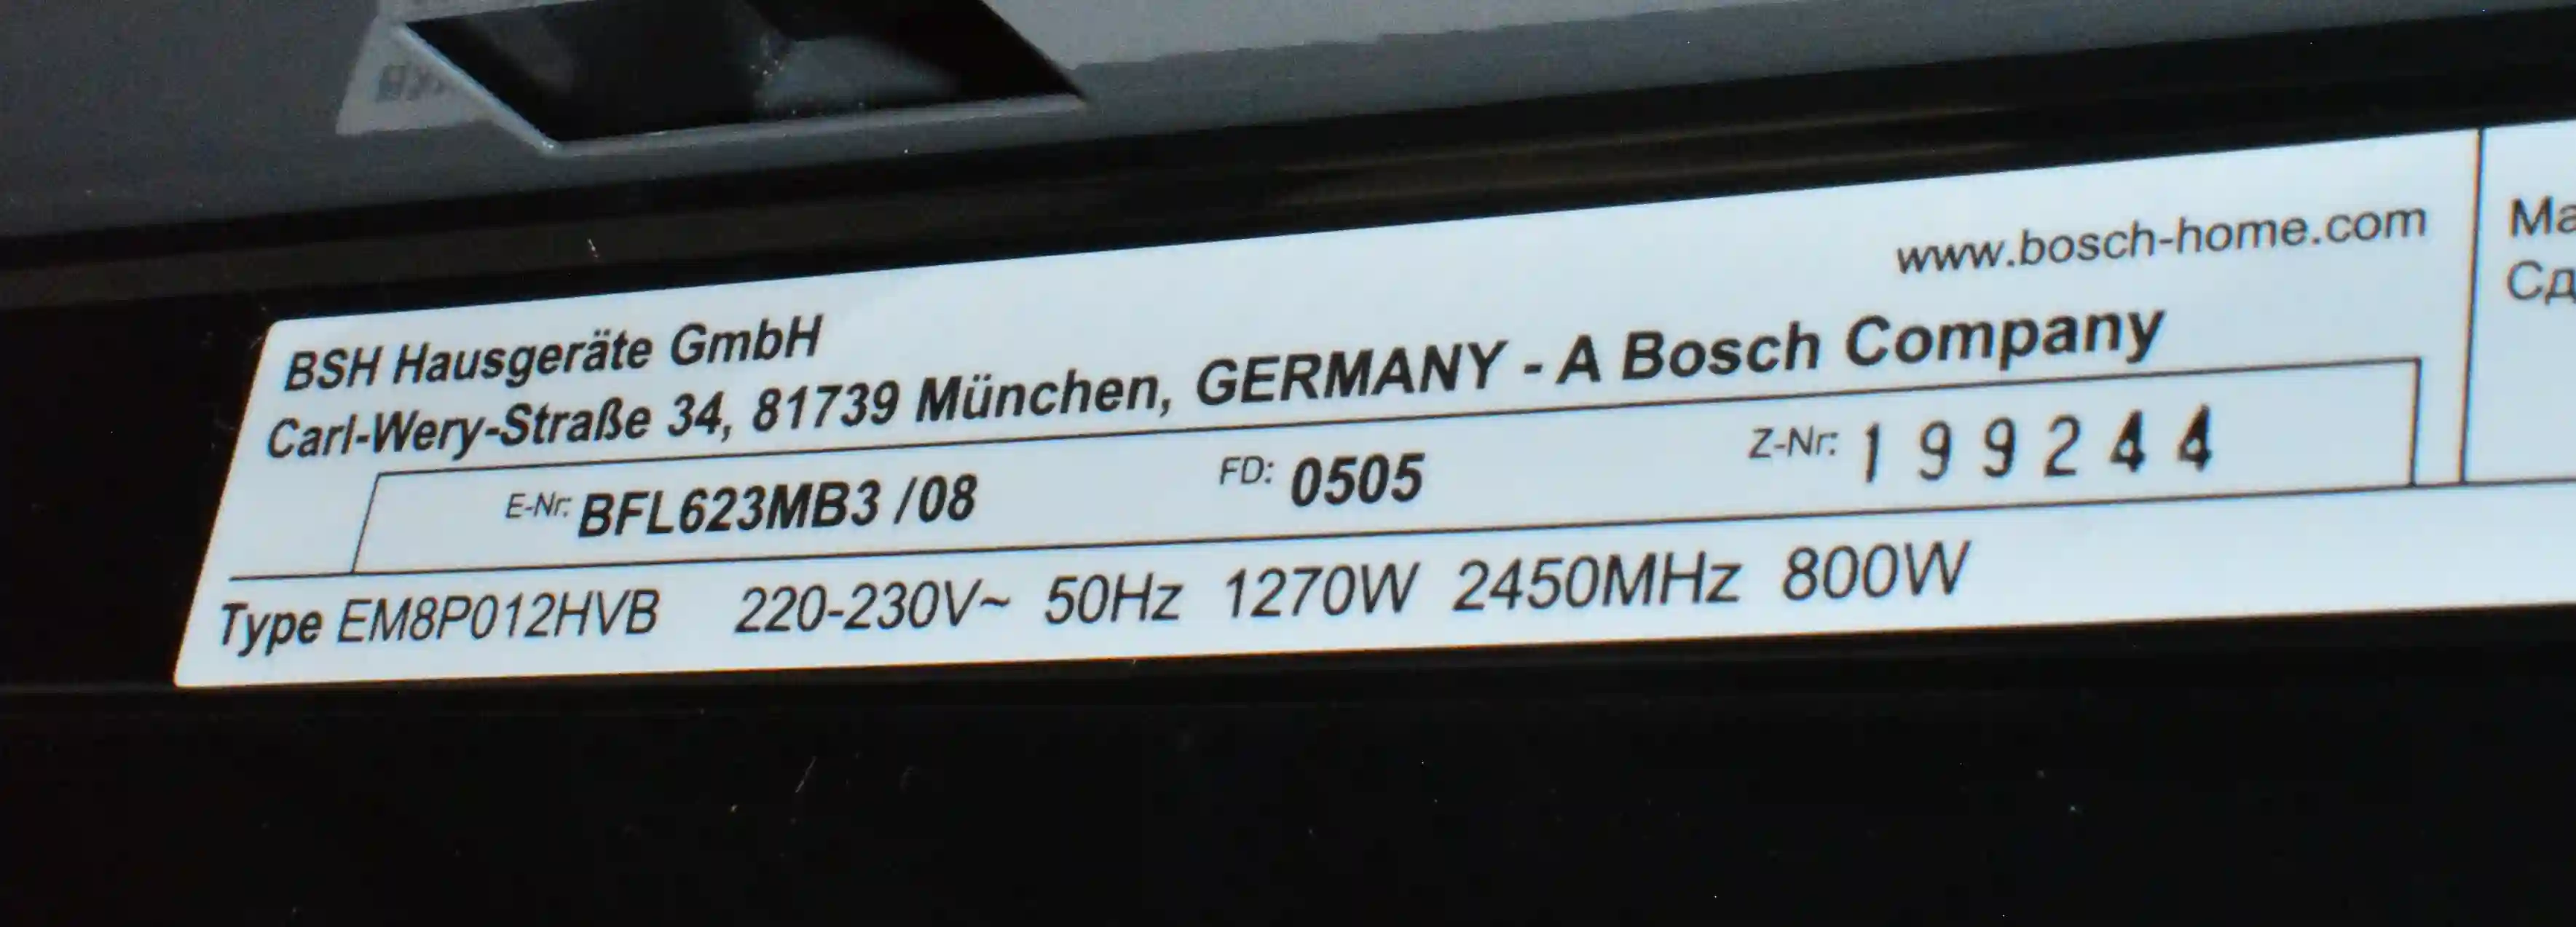 www.bosch-home.com
BSH Hausgeräte GmbH
Carl-Wery-Straße 34, 81739 München, GERMANY - A Bosch Company
E-Nr: BFL623MB3 /08 FD: 0505 Z-Nr: 199244
Type EM8P012HVB 220-230V~ 50Hz 1270W 2450MHz 800W